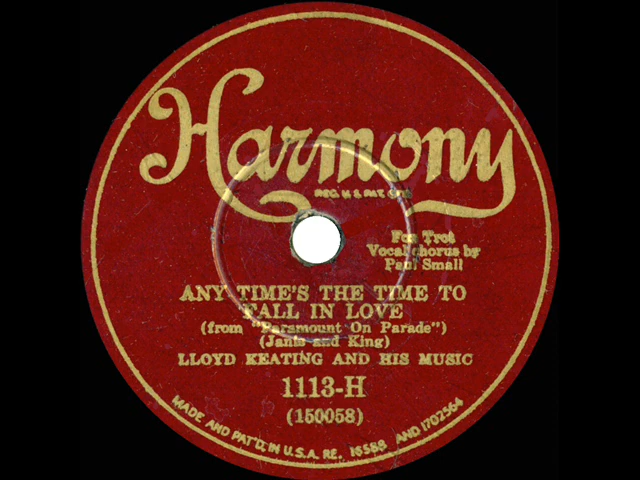 Harmony
REG. U.S. PAT. OFF.
Fox Trot
Vocal chorus by
Paul Small
ANY TIME'S THE TIME TO
FALL IN LOVE
(from "Paramount On Parade")
(Janis and King)
LLOYD KEATING AND HIS MUSIC
1113-H
(150058)
MADE AND PAT'D. IN U.S.A. RE. 16588 AND 1702564